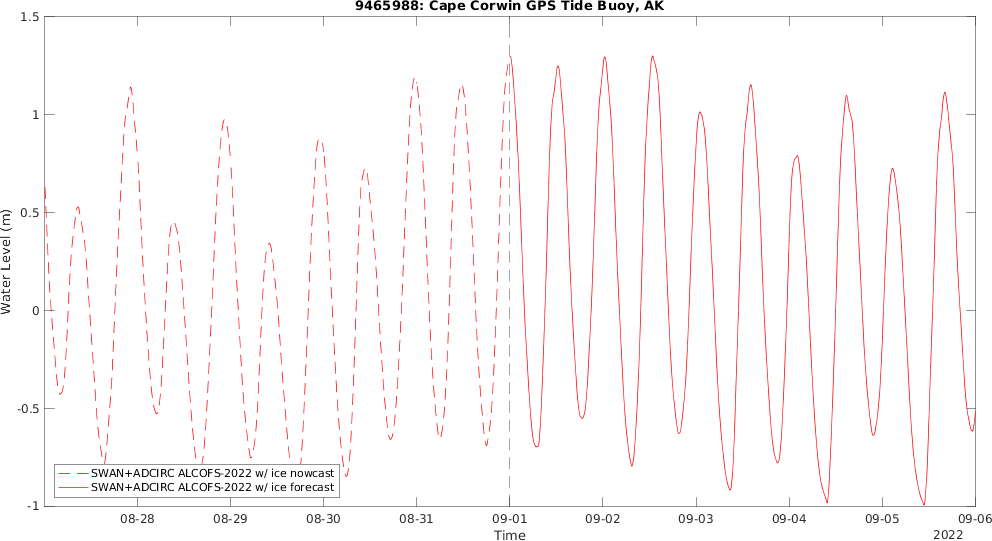 9465988: Cape Corwin GPS Tide Buoy, AK
1.5
1
0.5
0
-0.5
-1
Water Level (m)
SWAN+ADCIRC ALCOFS-2022 w/ ice nowcast
SWAN+ADCIRC ALCOFS-2022 w/ ice forecast
08-28 08-29 08-30 08-31 09-01 09-02 09-03 09-04 09-05 09-06
Time
2022